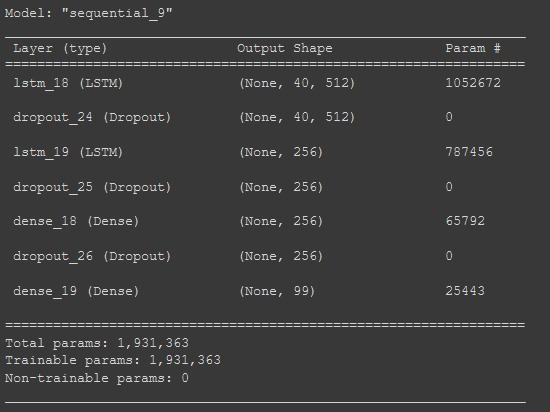 Model: "sequential_9"
Layer (type) Output Shape Param #
lstm_18 (LSTM) (None, 40, 512) 1052672
dropout_24 (Dropout) (None, 40, 512) 0
lstm_19 (LSTM) (None, 256) 787456
dropout_25 (Dropout) (None, 256) 0
dense_18 (Dense) (None, 256) 65792
dropout_26 (Dropout) (None, 256) 0
dense_19 (Dense) (None, 99) 25443
Total params: 1,931,363
Trainable params: 1,931,363
Non-trainable params: 0